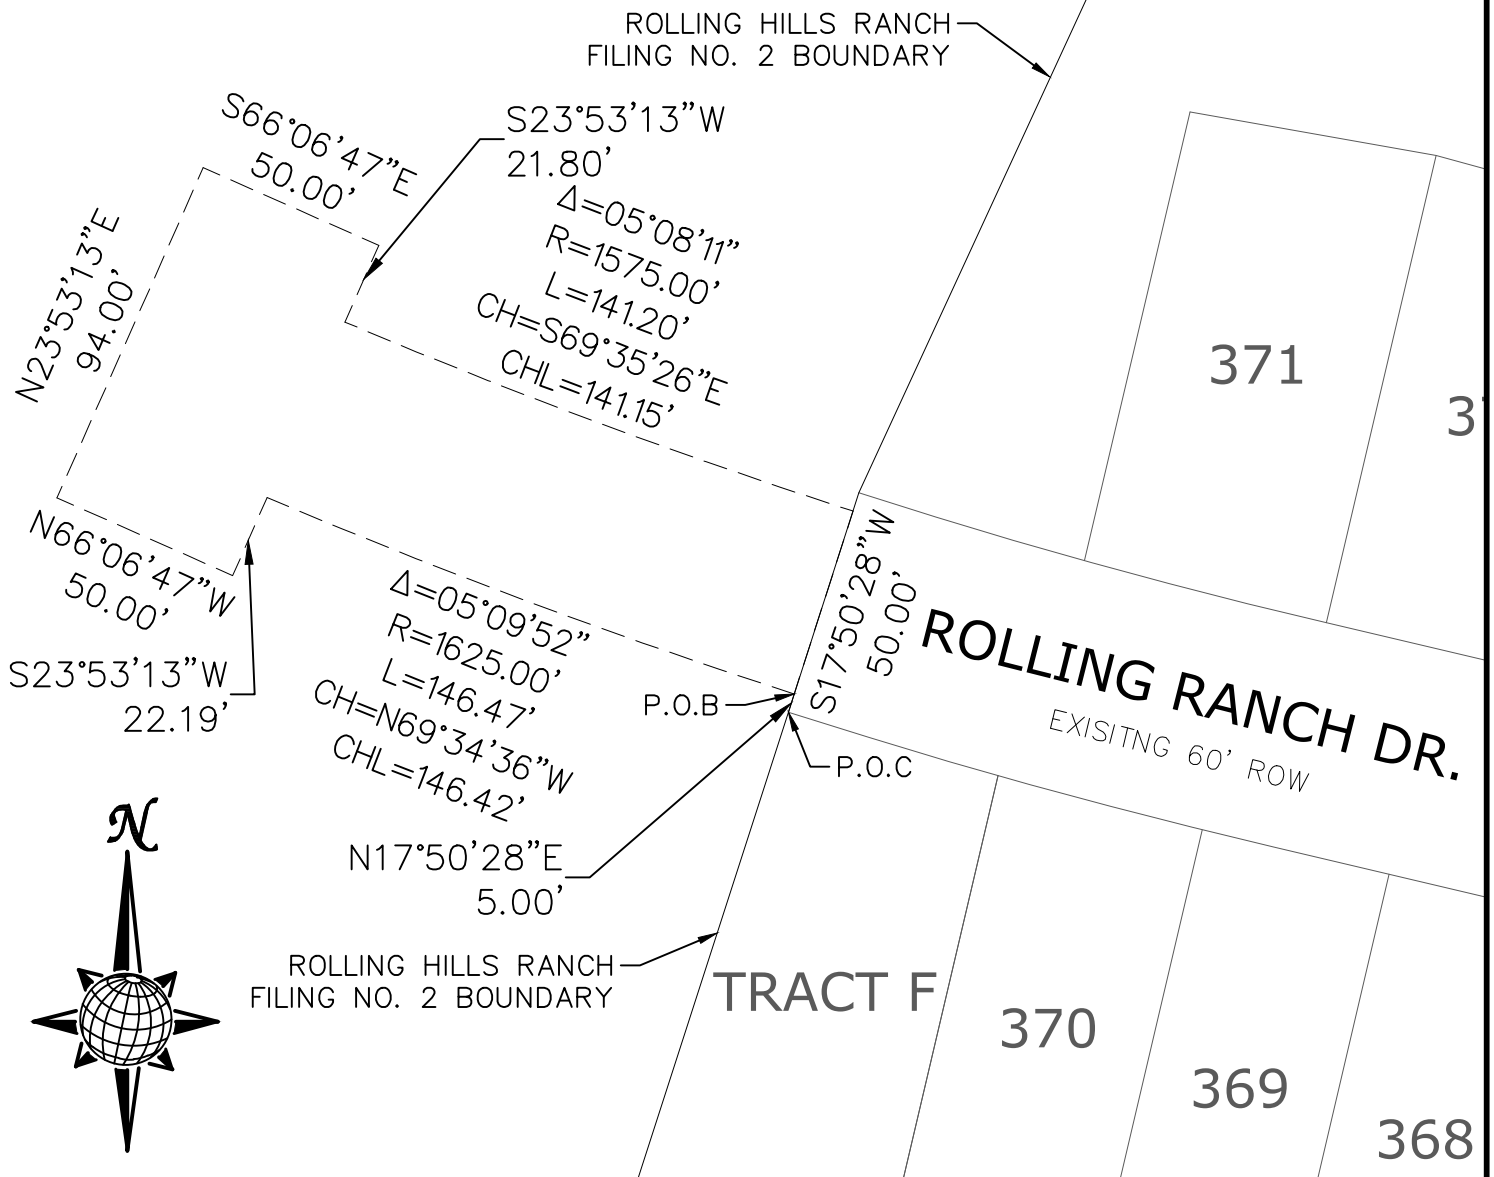 ROLLING HILLS RANCH
FILING NO. 2 BOUNDARY
S66°06'47"E
50.00'
S23°53'13"W
21.80'
Δ=05°08'11"
R=1575.00'
L=141.20'
CH=S69°35'26"E
CHL=141.15'
N23°53'13"E
94.00'
371
N66°06'47"W
50.00'
S23°53'13"W
22.19'
Δ=05°09'52"
R=1625.00'
L=146.47'
CH=N69°34'36"W
CHL=146.42'
S17°50'28"W
50.00'
P.O.B
P.O.C
ROLLING RANCH DR.
EXISITNG 60' ROW
N17°50'28"E
5.00'
N
ROLLING HILLS RANCH
FILING NO. 2 BOUNDARY
TRACT F
370
369
368